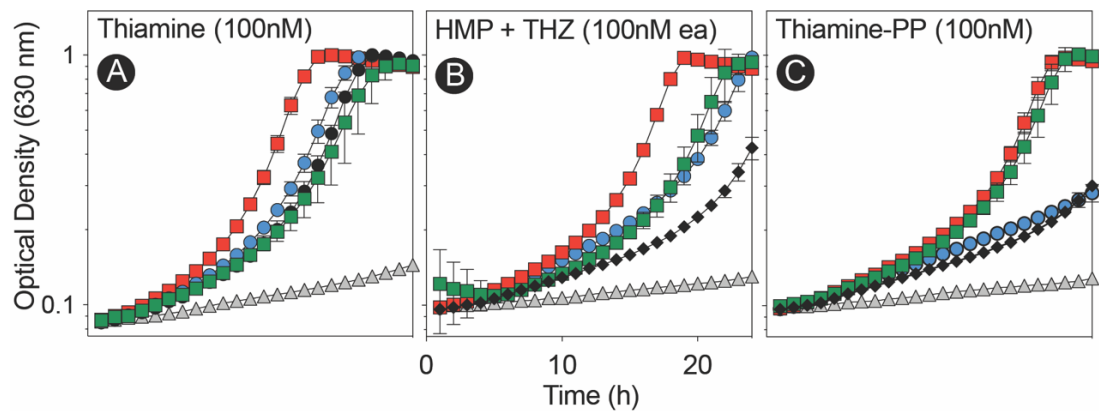 Thiamine (100nM)
HMP + THZ (100nM ea)
Thiamine-PP (100nM)
A
B
C
Optical Density (630 nm)
1
0.1
0
10
20
Time (h)